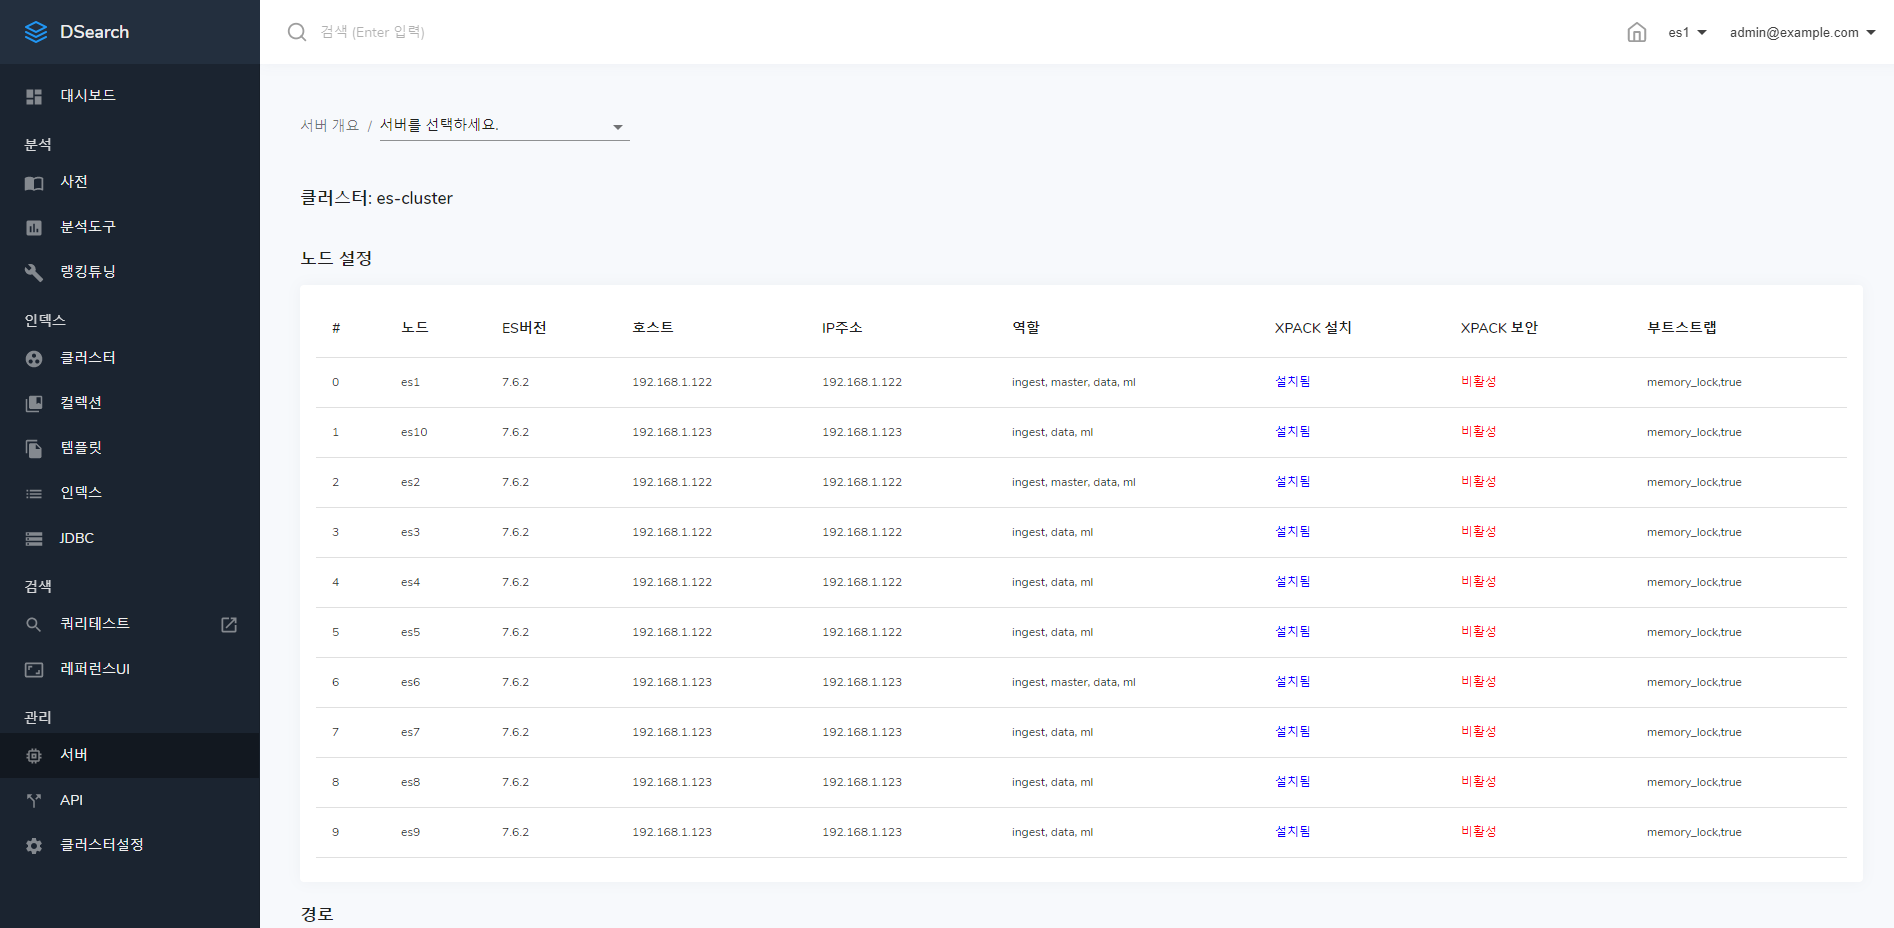 DSearch
검색 (Enter 입력)
es1
admin@example.com
대시보드
분석
사전
분석도구
랭킹튜닝
인덱스
클러스터
컬렉션
템플릿
인덱스
JDBC
검색
쿼리테스트
레퍼런스UI
관리
서버
API
클러스터설정
서버 개요 / 서버를 선택하세요.
클러스터: es-cluster
노드 설정
# 노드 ES버전 호스트 IP주소 역할 XPACK 설치 XPACK 보안 부트스트랩
0 es1 7.6.2 192.168.1.122 192.168.1.122 ingest, master, data, ml 설치됨 비활성 memory_lock,true
1 es10 7.6.2 192.168.1.123 192.168.1.123 ingest, data, ml 설치됨 비활성 memory_lock,true
2 es2 7.6.2 192.168.1.122 192.168.1.122 ingest, master, data, ml 설치됨 비활성 memory_lock,true
3 es3 7.6.2 192.168.1.122 192.168.1.122 ingest, data, ml 설치됨 비활성 memory_lock,true
4 es4 7.6.2 192.168.1.122 192.168.1.122 ingest, data, ml 설치됨 비활성 memory_lock,true
5 es5 7.6.2 192.168.1.122 192.168.1.122 ingest, data, ml 설치됨 비활성 memory_lock,true
6 es6 7.6.2 192.168.1.123 192.168.1.123 ingest, master, data, ml 설치됨 비활성 memory_lock,true
7 es7 7.6.2 192.168.1.123 192.168.1.123 ingest, data, ml 설치됨 비활성 memory_lock,true
8 es8 7.6.2 192.168.1.123 192.168.1.123 ingest, data, ml 설치됨 비활성 memory_lock,true
9 es9 7.6.2 192.168.1.123 192.168.1.123 ingest, data, ml 설치됨 비활성 memory_lock,true
경로